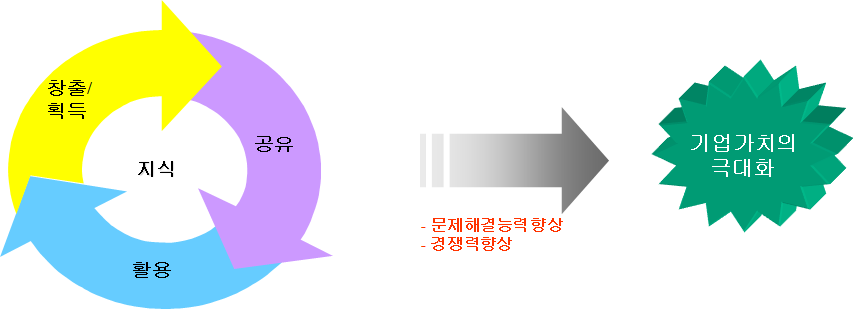 창출/
획득
공유
지식
활용
- 문제해결능력향상
- 경쟁력향상
기업가치의
극대화